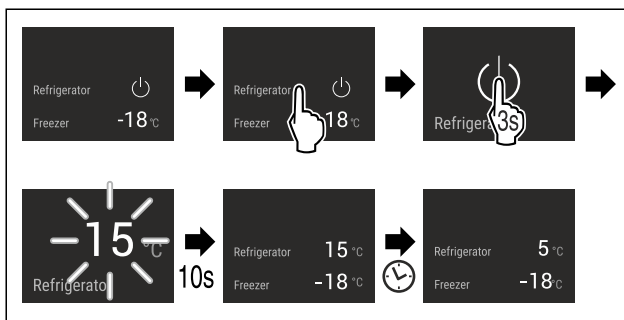 Refrigerator
Freezer -18 °C
Refrigerator
Freezer 18 °C
Refrigera
3S
15 °C
Refrigerato
10s
Refrigerator 15 °C
Freezer -18 °C
Refrigerator 5 °C
Freezer -18°C